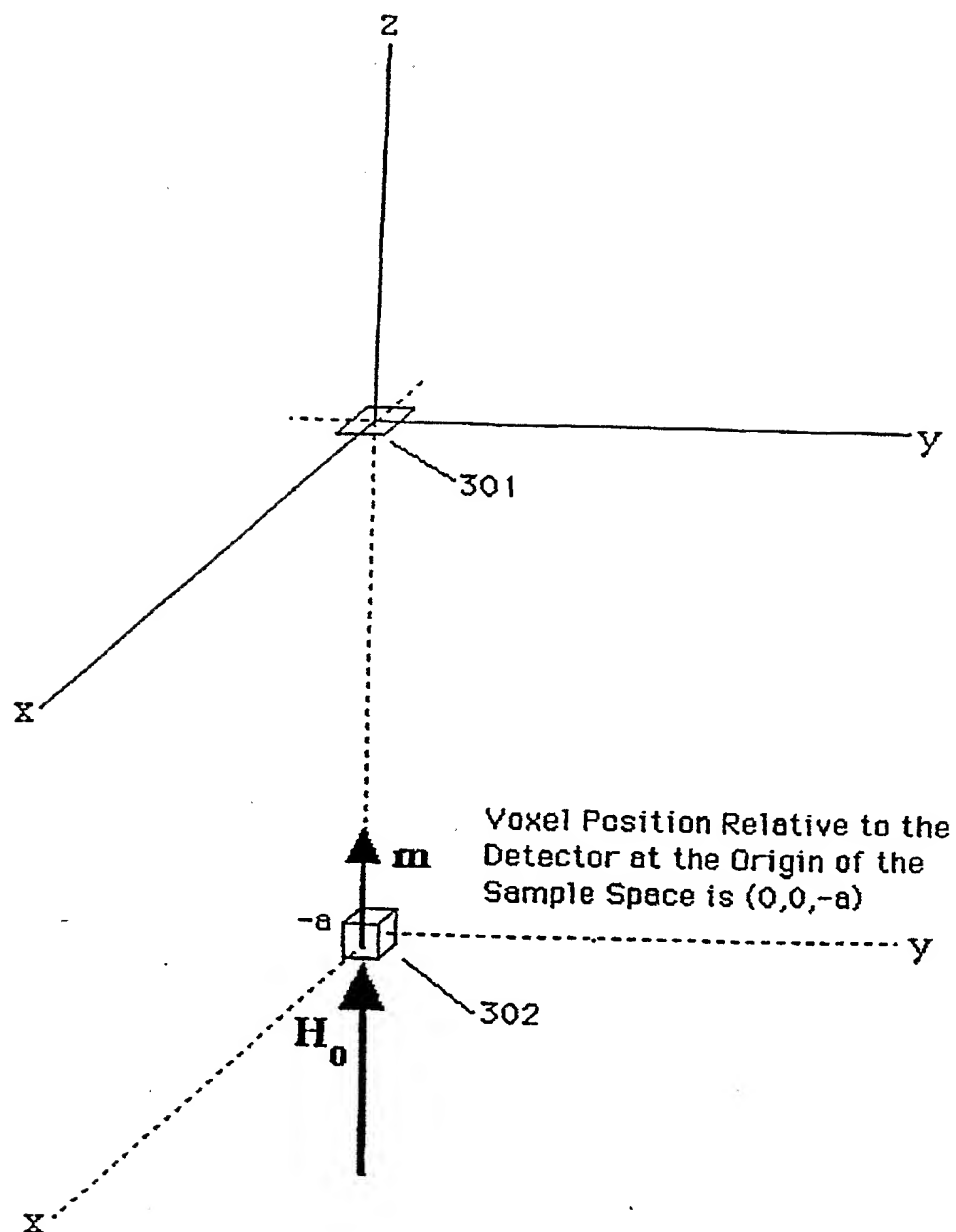 z
y
301
x
m
Voxel Position Relative to the
Detector at the Origin of the
Sample Space is (0,0,-a)
-a
y
302
H0
x